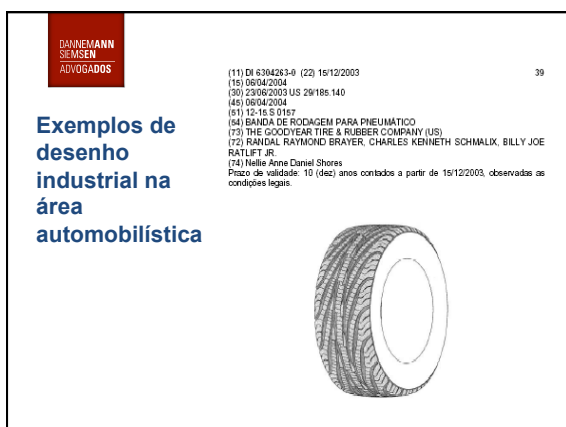 DANNEMANN
SIEMSEN
ADVOGADOS
Exemplos de
desenho
industrial na
área
automobilística
(11) DI 6304263-0 (22) 15/12/2003 39
(15) 06/04/2004
(30) 23/06/2003 US 29/185.140
(45) 06/04/2004
(51) 12-15.S 0157
(54) BANDA DE RODAGEM PARA PNEUMÁTICO
(73) THE GOODYEAR TIRE & RUBBER COMPANY (US)
(72) RANDAL RAYMOND BRAYER, CHARLES KENNETH SCHMALIX, BILLY JOE
RATLIFT JR.
(74) Nellie Anne Daniel Shores
Prazo de validade: 10 (dez) anos contados a partir de 15/12/2003, observadas as
condições legais.